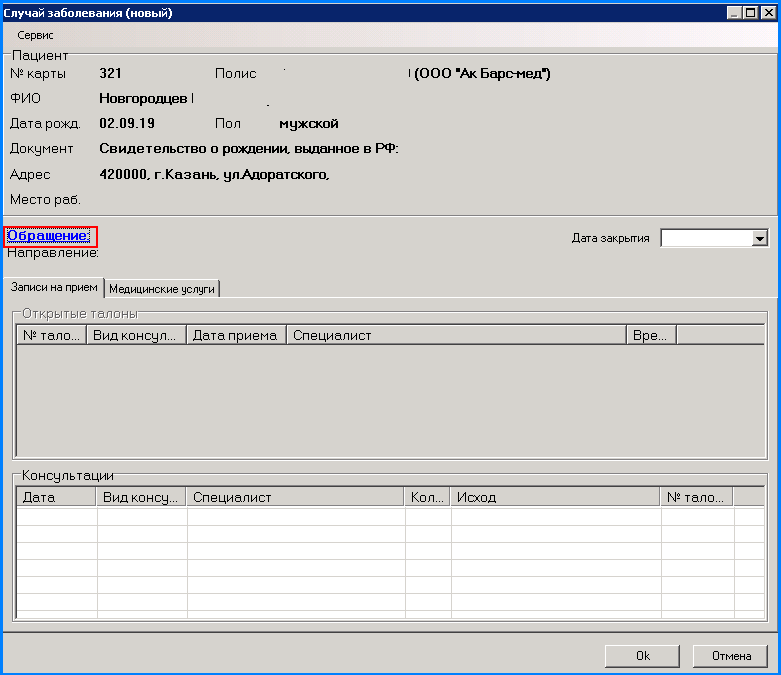 Случай заболевания (новый)
Сервис
Пациент
№ карты 321 Полис (ООО "Ак Барс-мед")
ФИО Новгородцев
Дата рожд. 02.09.19 Пол мужской
Документ Свидетельство о рождении, выданное в РФ:
Адрес 420000, г.Казань, ул.Адоратского,
Место раб.
Обращение: Дата закрытия
Направление:
Записи на прием Медицинские услуги
Открытые талоны
№ тало... Вид консул... Дата приема Специалист Вре...
Консультации
Дата Вид консу... Специалист Кол... Исход № тало...
Ok Отмена